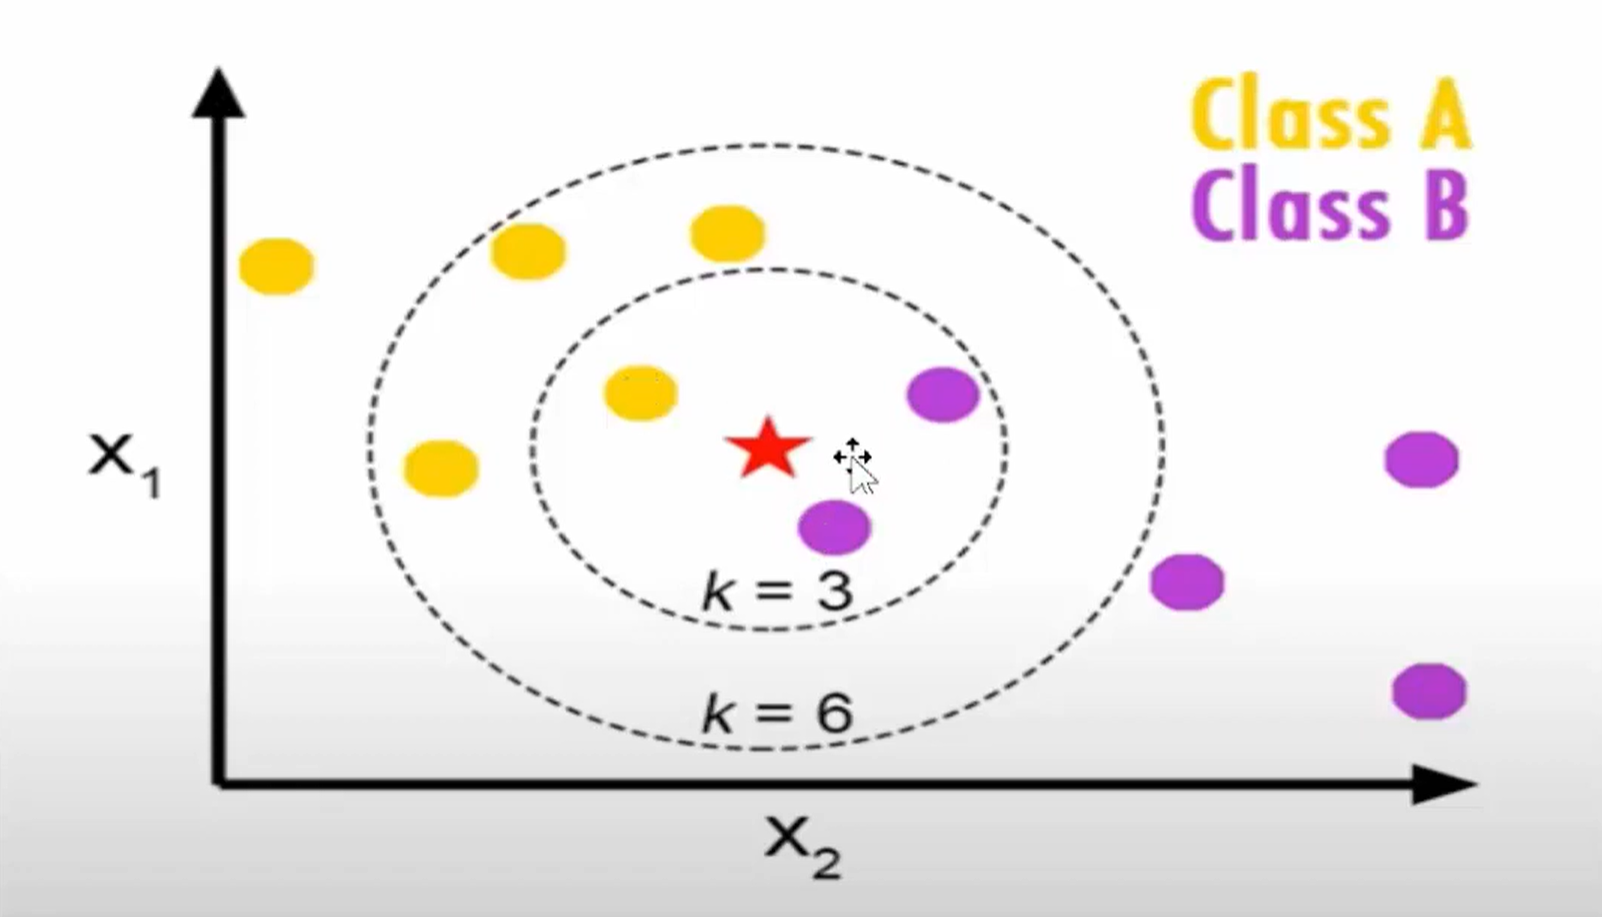 Class A
Class B
x₁
k = 3
k = 6
x₂